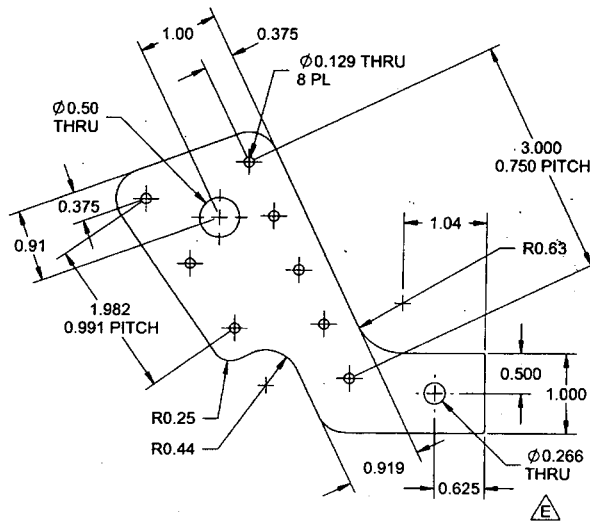 1.00
0.375
Ø0.129 THRU
8 PL
Ø0.50
THRU
3.000
0.750 PITCH
0.375
0.91
1.04
R0.63
1.982
0.991 PITCH
0.500
1.000
R0.25
R0.44
Ø0.266
THRU
0.919
0.625
E